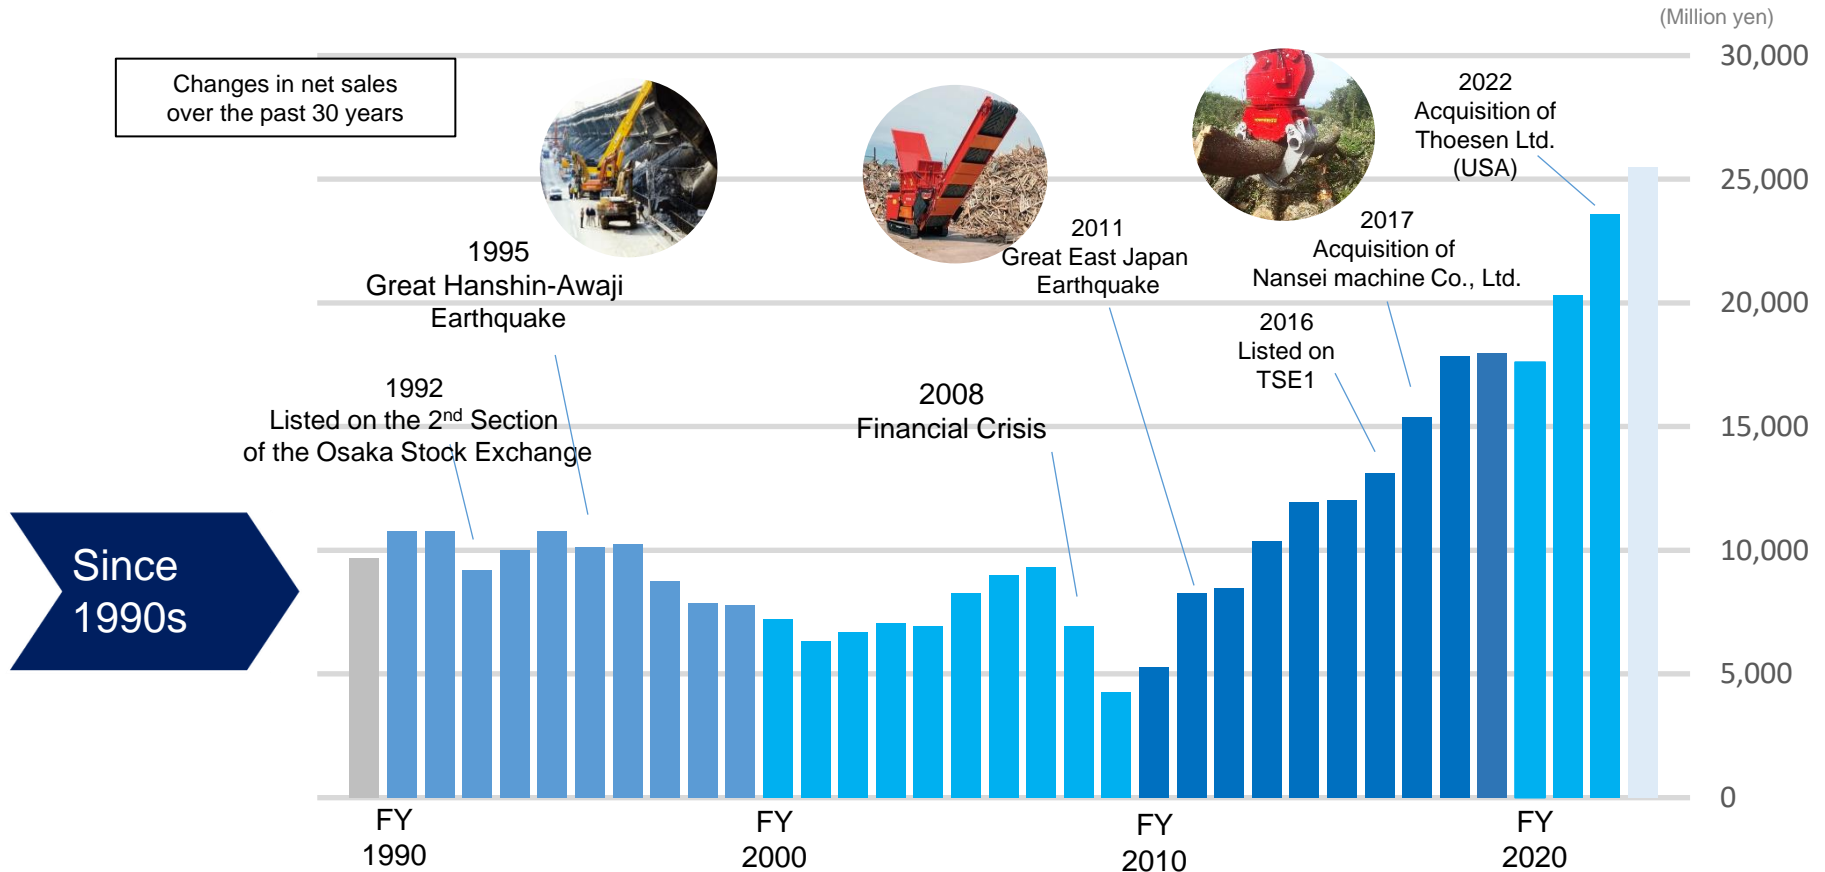 (Million yen)
Changes in net sales
over the past 30 years
30,000
25,000
20,000
15,000
10,000
5,000
0
2022
Acquisition of
Thoesen Ltd.
(USA)
2017
Acquisition of
Nansei machine Co., Ltd.
2016
Listed on
TSE1
2011
Great East Japan
Earthquake
2008
Financial Crisis
1995
Great Hanshin-Awaji
Earthquake
1992
Listed on the 2nd Section
of the Osaka Stock Exchange
Since
1990s
FY
1990
FY
2000
FY
2010
FY
2020